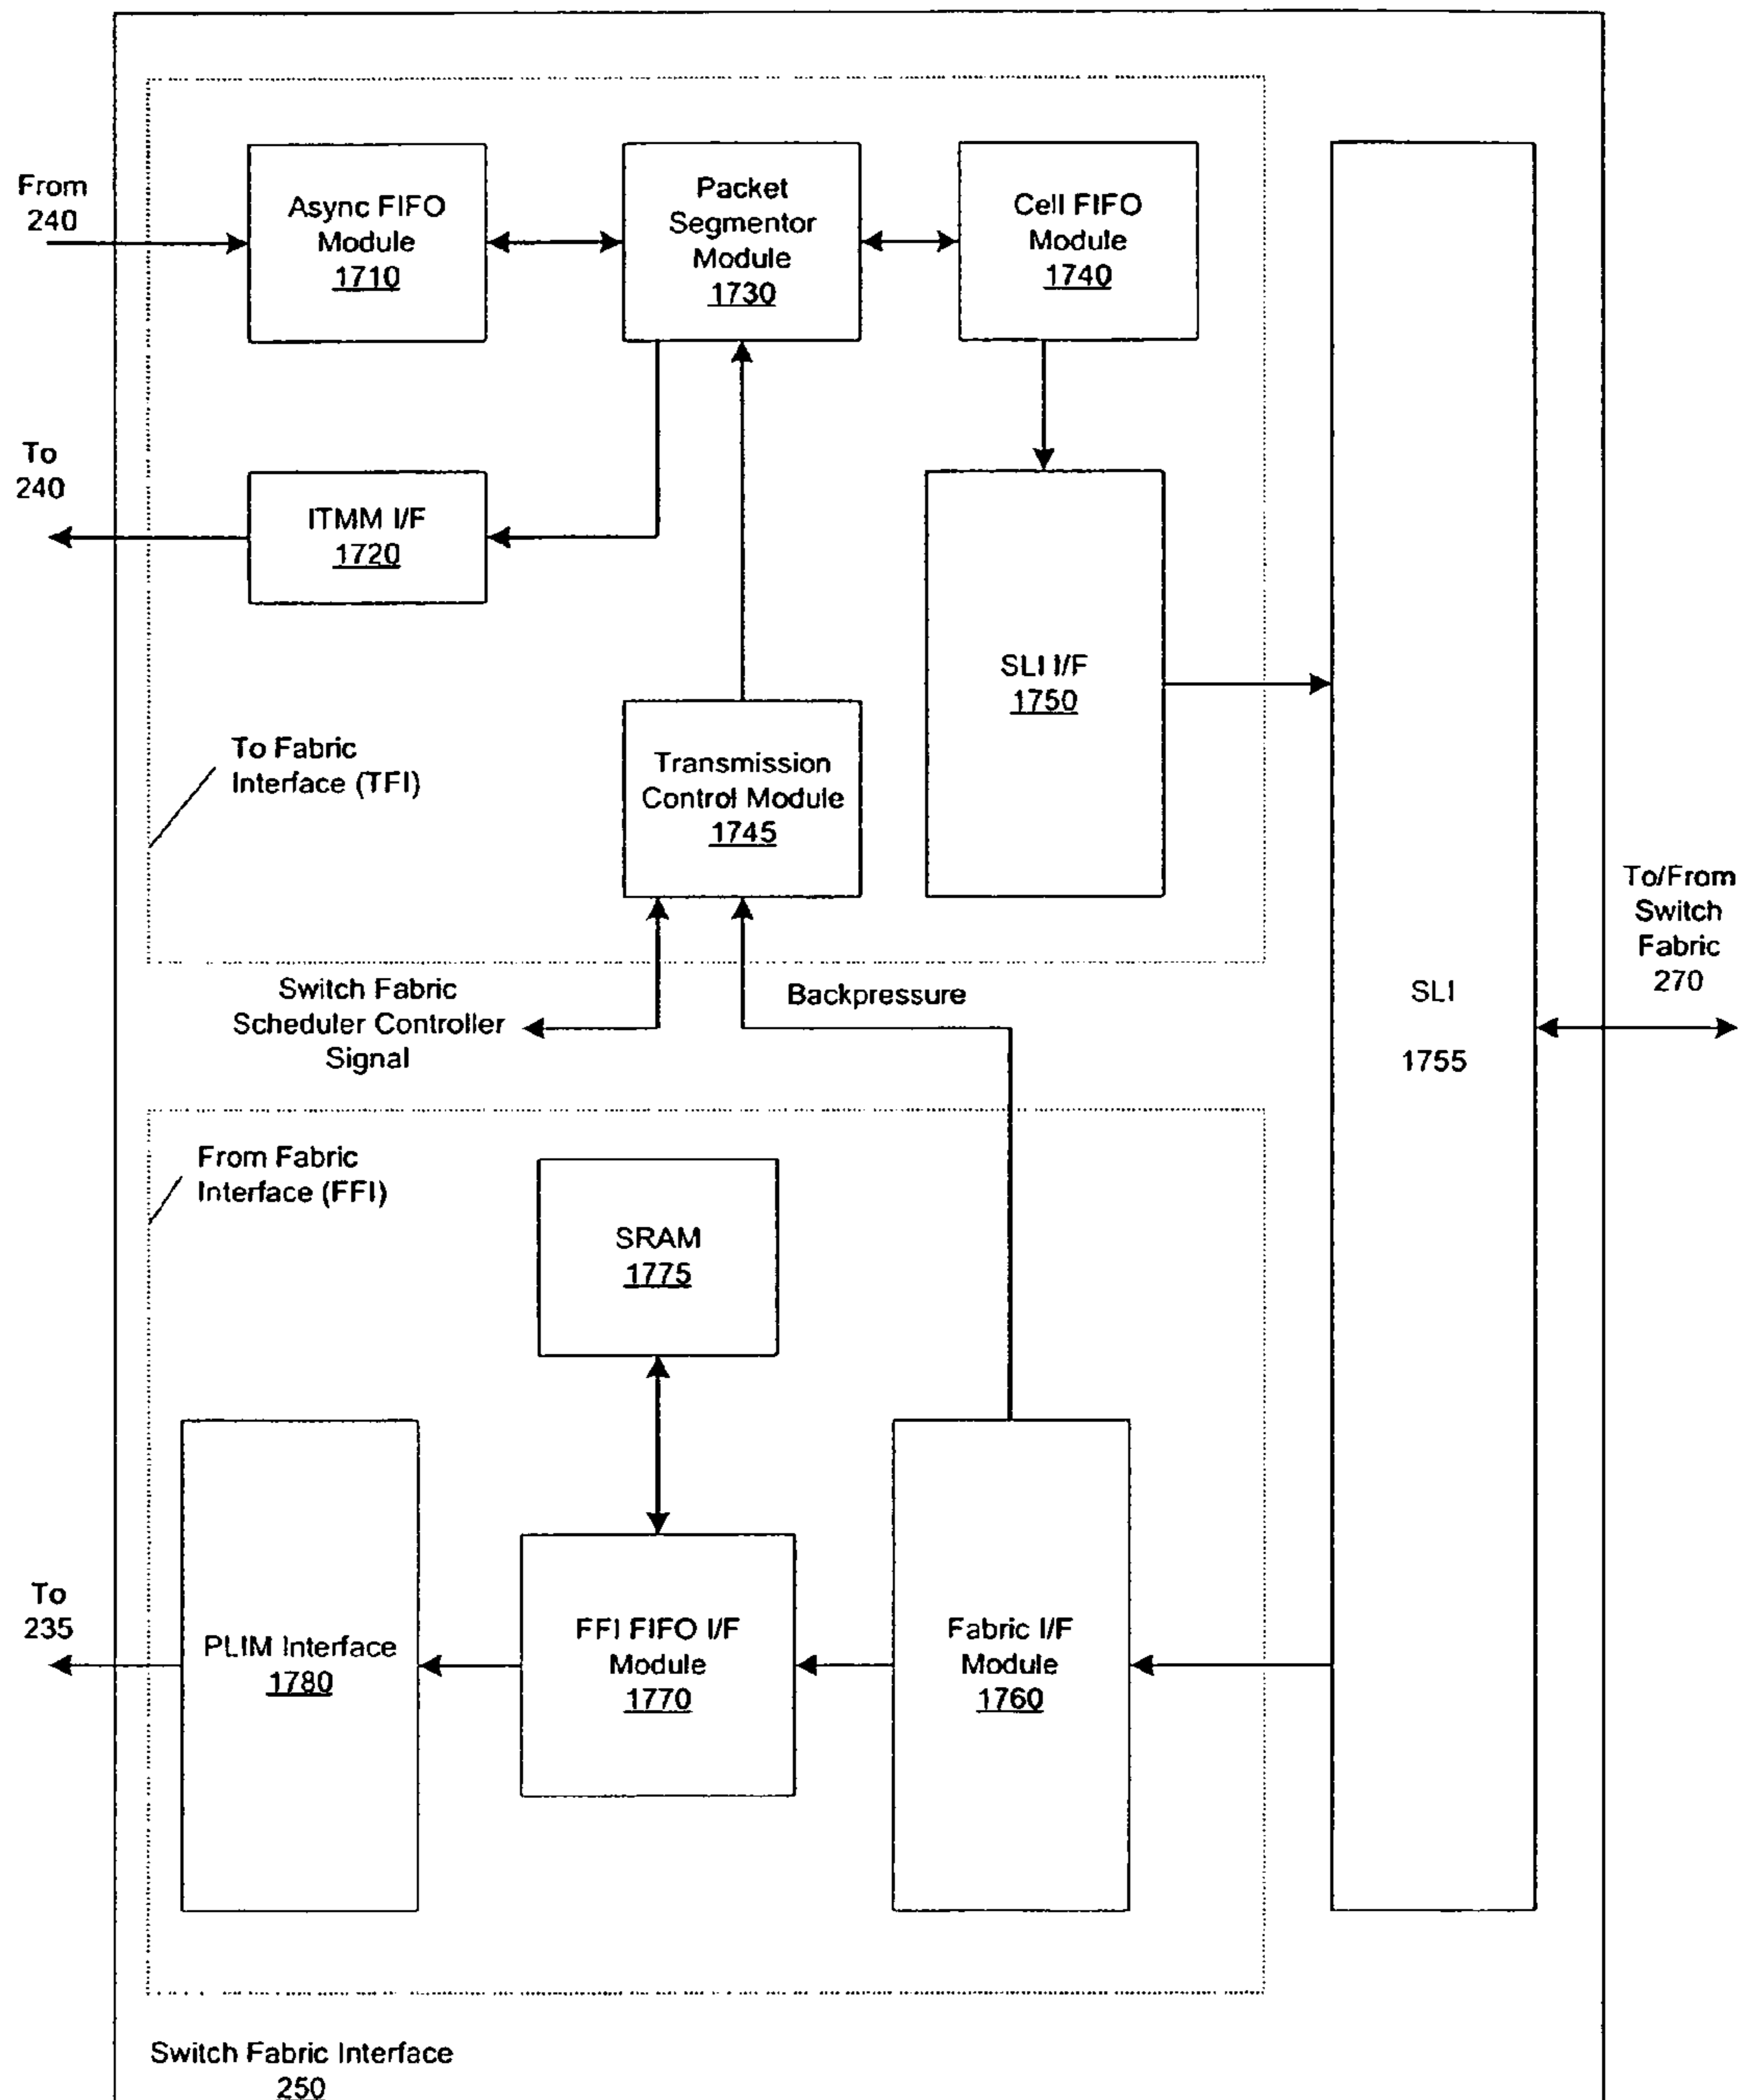 From
240
Async FIFO
Module
1710
Packet
Segmentor
Module
1730
Cell FIFO
Module
1740
To
240
ITMM I/F
1720
SLI I/F
1750
To Fabric
Interface (TFI)
Transmission
Control Module
1745
To/From
Switch
Fabric
270
Switch Fabric
Scheduler Controller
Signal
Backpressure
SLI
1755
From Fabric
Interface (FFI)
SRAM
1775
To
235
PLIM Interface
1780
FFI FIFO I/F
Module
1770
Fabric I/F
Module
1760
Switch Fabric Interface
250